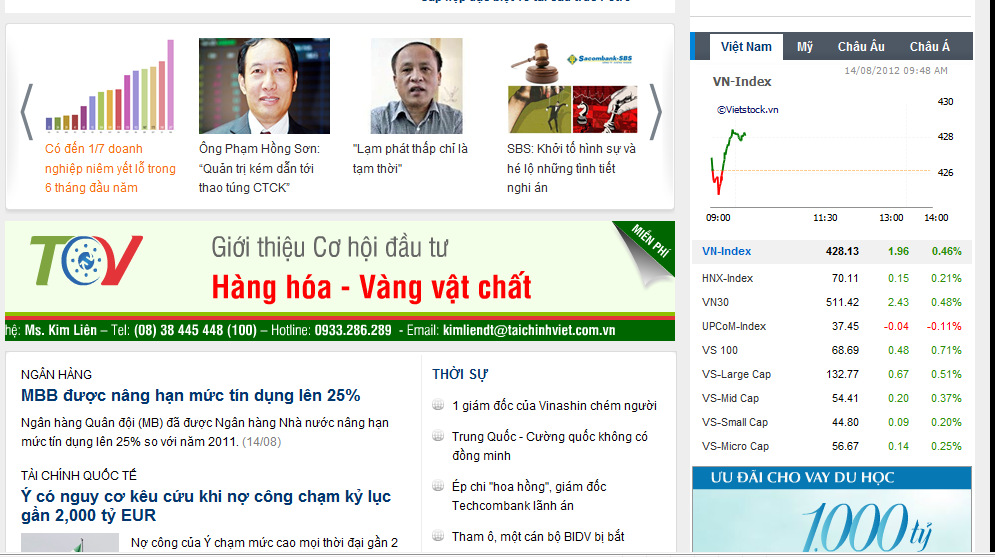 Việt Nam Mỹ Châu Âu Châu Á
14/08/2012 09:48 AM
VN-Index
©Vietstock.vn
430
428
426
09:00 11:30 13:00 14:00
VN-Index 428.13 1.96 0.46%
HNX-Index 70.11 0.15 0.21%
VN30 511.42 2.43 0.48%
UPCoM-Index 37.45 -0.04 -0.11%
VS 100 68.69 0.48 0.71%
VS-Large Cap 132.77 0.67 0.51%
VS-Mid Cap 54.41 0.20 0.37%
VS-Small Cap 44.80 0.09 0.20%
VS-Micro Cap 56.67 0.14 0.25%
ƯU ĐÃI CHO VAY DU HỌC
1.000 tỷ
Có đến 1/7 doanh
nghiệp niêm yết lỗ trong
6 tháng đầu năm
Ông Phạm Hồng Sơn:
“Quản trị kém dẫn tới
thao túng CTCK”
"Lạm phát thấp chỉ là
tạm thời"
Sacombank-SBS
SBS: Khởi tố hình sự và
hé lộ những tình tiết
nghi án
TCV
Giới thiệu Cơ hội đầu tư
Hàng hóa - Vàng vật chất
MIỄN PHÍ
hệ: Ms. Kim Liên – Tel: (08) 38 445 448 (100) – Hotline: 0933.286.289 - Email: kimliendt@taichinhviet.com.vn
NGÂN HÀNG
MBB được nâng hạn mức tín dụng lên 25%
Ngân hàng Quân đội (MB) đã được Ngân hàng Nhà nước nâng hạn
mức tín dụng lên 25% so với năm 2011. (14/08)
TÀI CHÍNH QUỐC TẾ
Ý có nguy cơ kêu cứu khi nợ công chạm kỷ lục
gần 2,000 tỷ EUR
Nợ công của Ý chạm mức cao mọi thời đại gần 2
THỜI SỰ
1 giám đốc của Vinashin chém người
Trung Quốc - Cường quốc không có
đồng minh
Ép chi "hoa hồng", giám đốc
Techcombank lãnh án
Tham ô, một cán bộ BIDV bị bắt